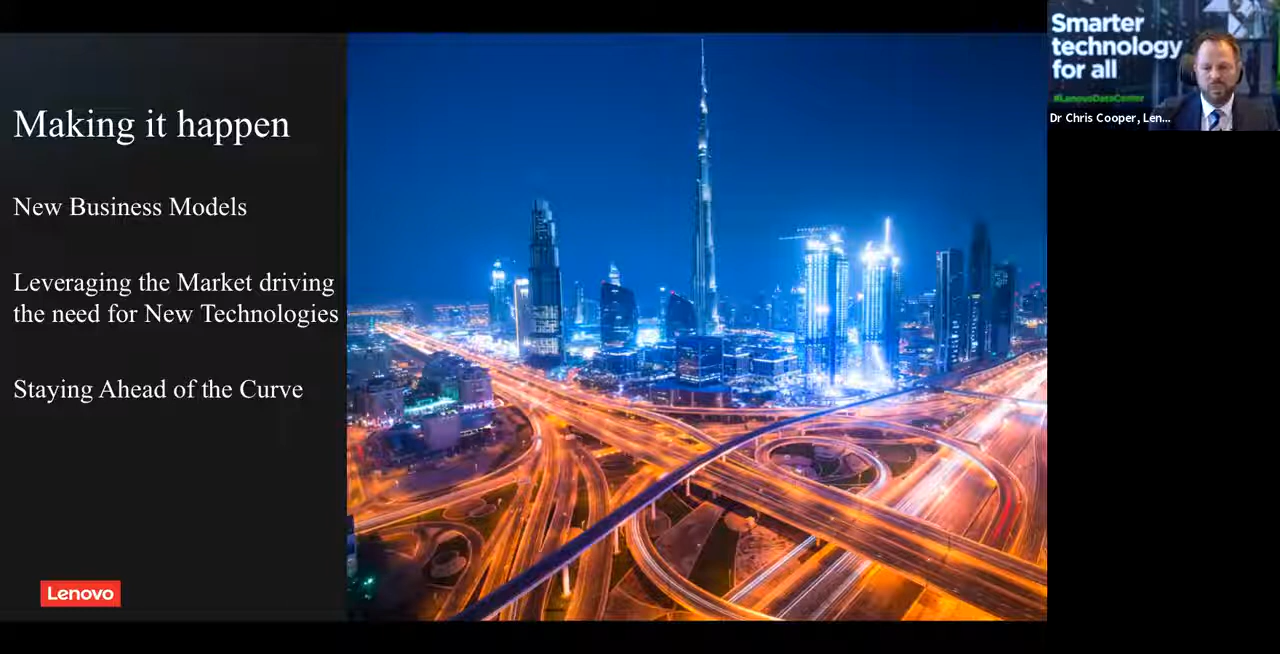 Making it happen
New Business Models
Leveraging the Market driving
the need for New Technologies
Staying Ahead of the Curve
Lenovo
Smarter
technology
for all
#LenovoDataCenter
Dr Chris Cooper, Len...